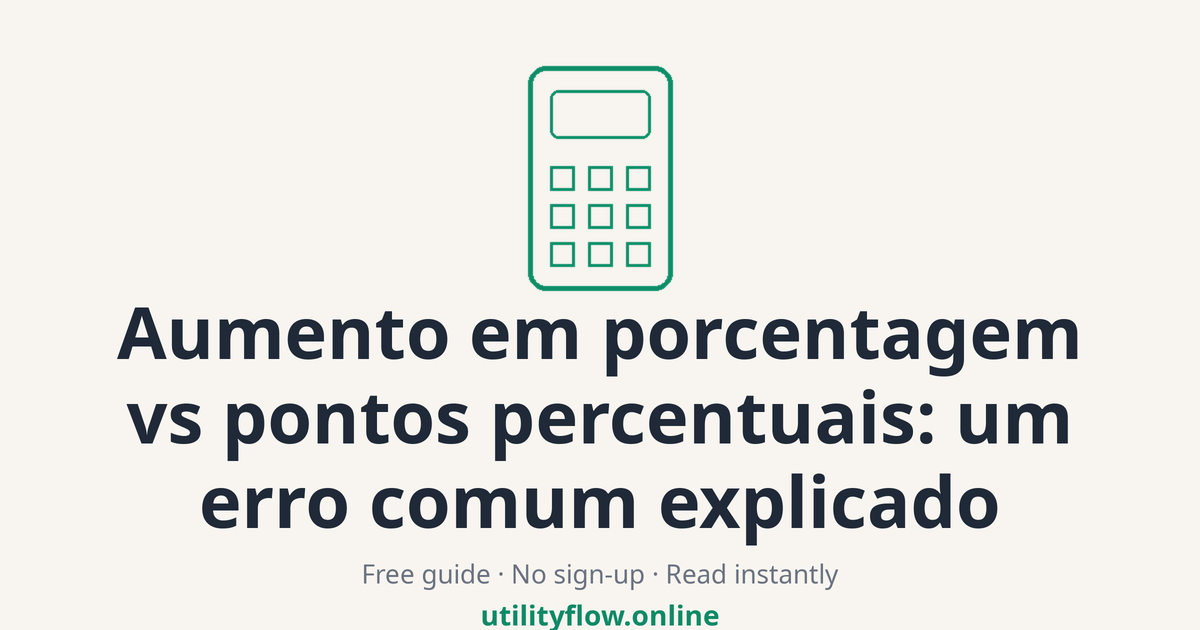 Aumento em porcentagem
vs pontos percentuais: um
erro comum explicado
Free guide · No sign-up · Read instantly
utilityflow.online